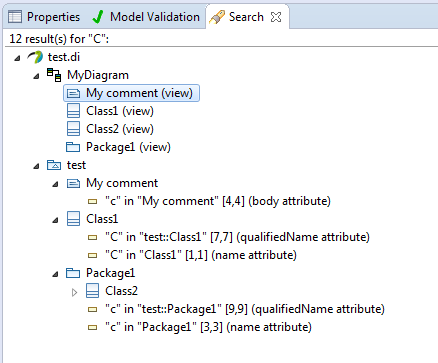 Properties Model Validation Search
12 result(s) for "C":
test.di
MyDiagram
My comment (view)
Class1 (view)
Class2 (view)
Package1 (view)
test
My comment
"c" in "My comment" [4,4] (body attribute)
Class1
"C" in "test::Class1" [7,7] (qualifiedName attribute)
"C" in "Class1" [1,1] (name attribute)
Package1
Class2
"c" in "test::Package1" [9,9] (qualifiedName attribute)
"c" in "Package1" [3,3] (name attribute)